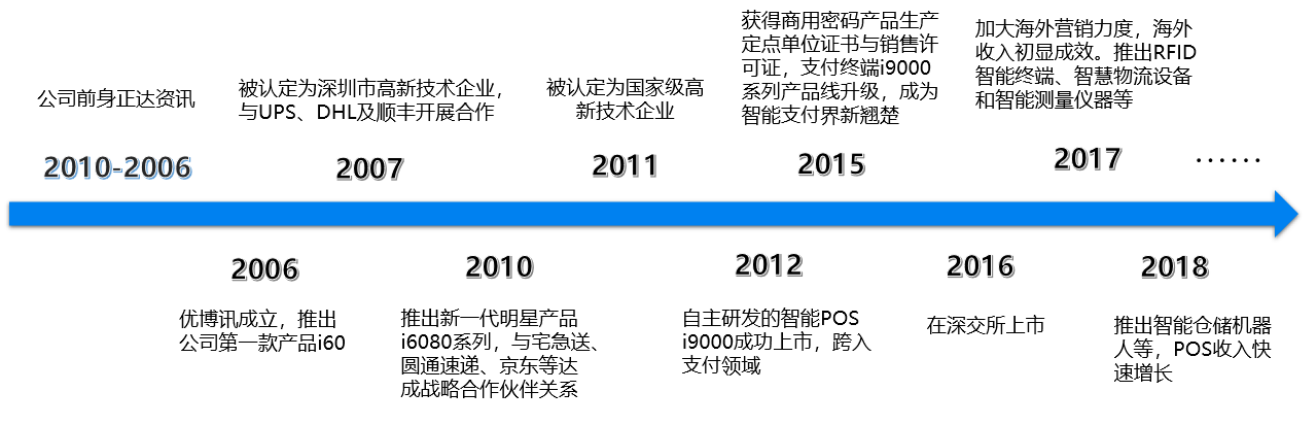 公司前身正达资讯
2010-2006
被认定为深圳市高新技术企业，
与UPS、DHL及顺丰开展合作
2007
被认定为国家级高
新技术企业
2011
获得商用密码产品生产
定点单位证书与销售许
可证，支付终端i9000
系列产品线升级，成为
智能支付界新翘楚
2015
加大海外营销力度，海外
收入初显成效。推出RFID
智能终端、智慧物流设备
和智能测量仪器等
2017
······
2006
优博讯成立，推出
公司第一款产品i60
2010
推出新一代明星产品
i6080系列，与宅急送、
圆通速递、京东等达
成战略合作伙伴关系
2012
自主研发的智能POS
i9000成功上市，跨入
支付领域
2016
在深交所上市
2018
推出智能仓储机器
人等，POS收入快
速增长